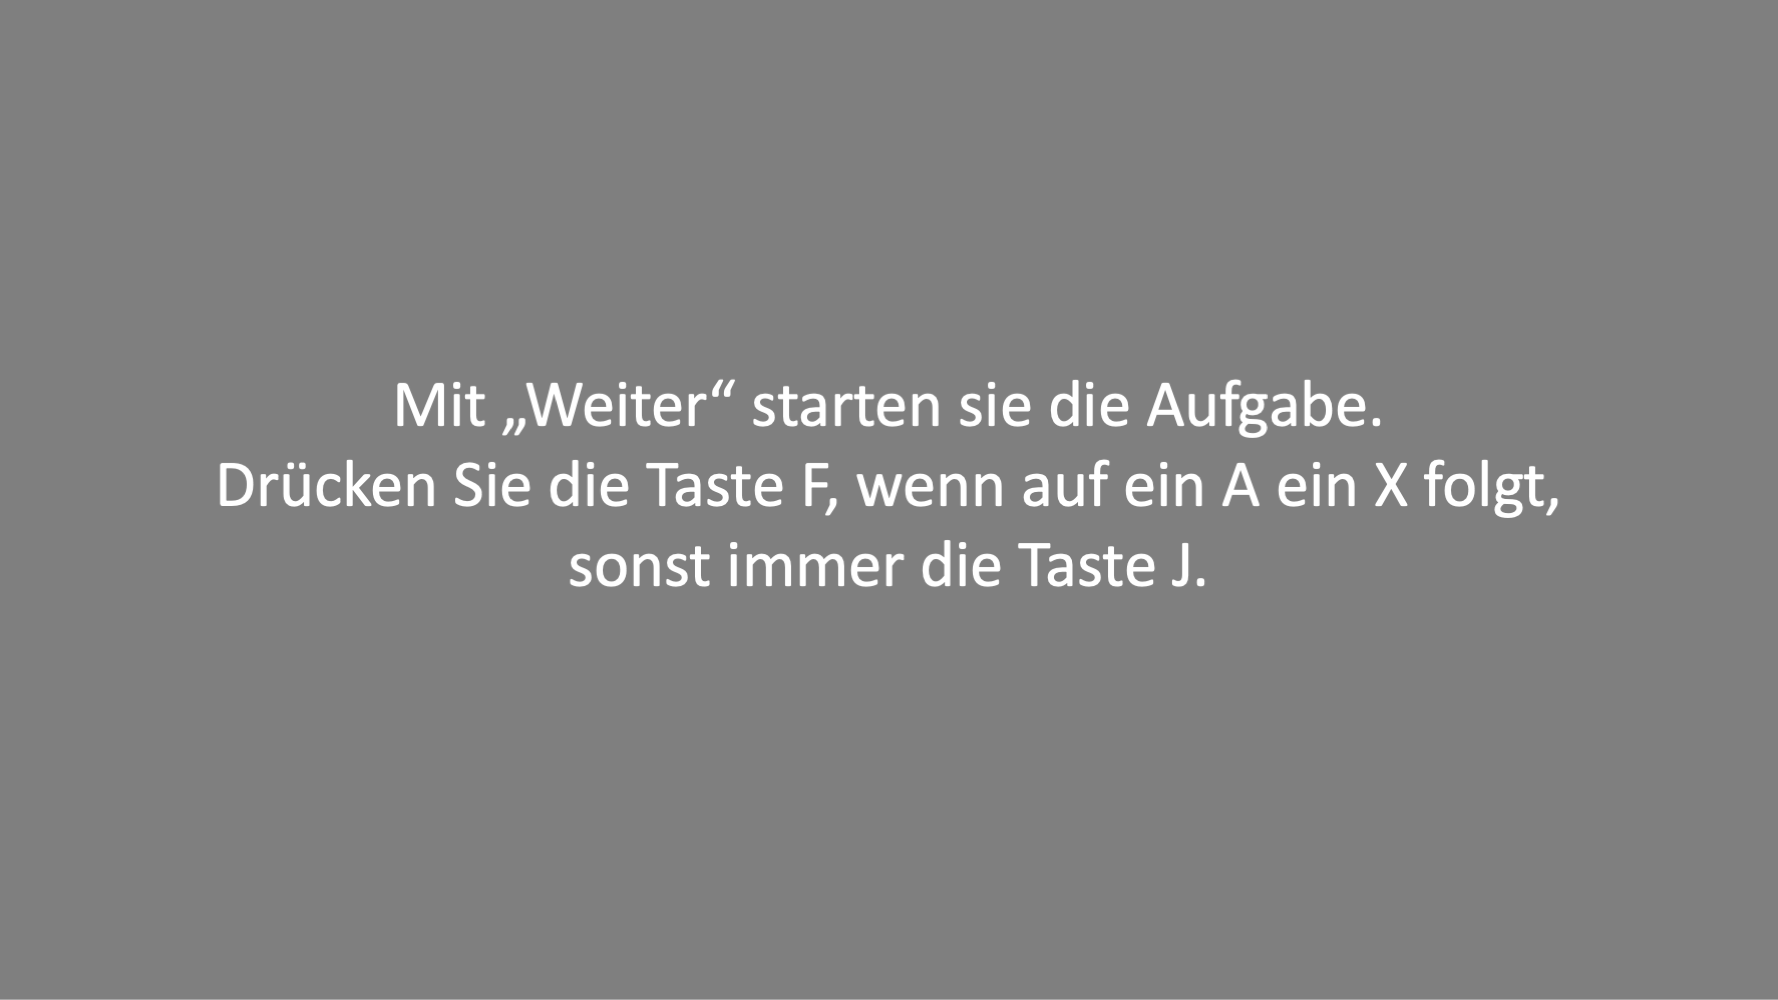 Mit „Weiter“ starten sie die Aufgabe.
Drücken Sie die Taste F, wenn auf ein A ein X folgt,
sonst immer die Taste J.